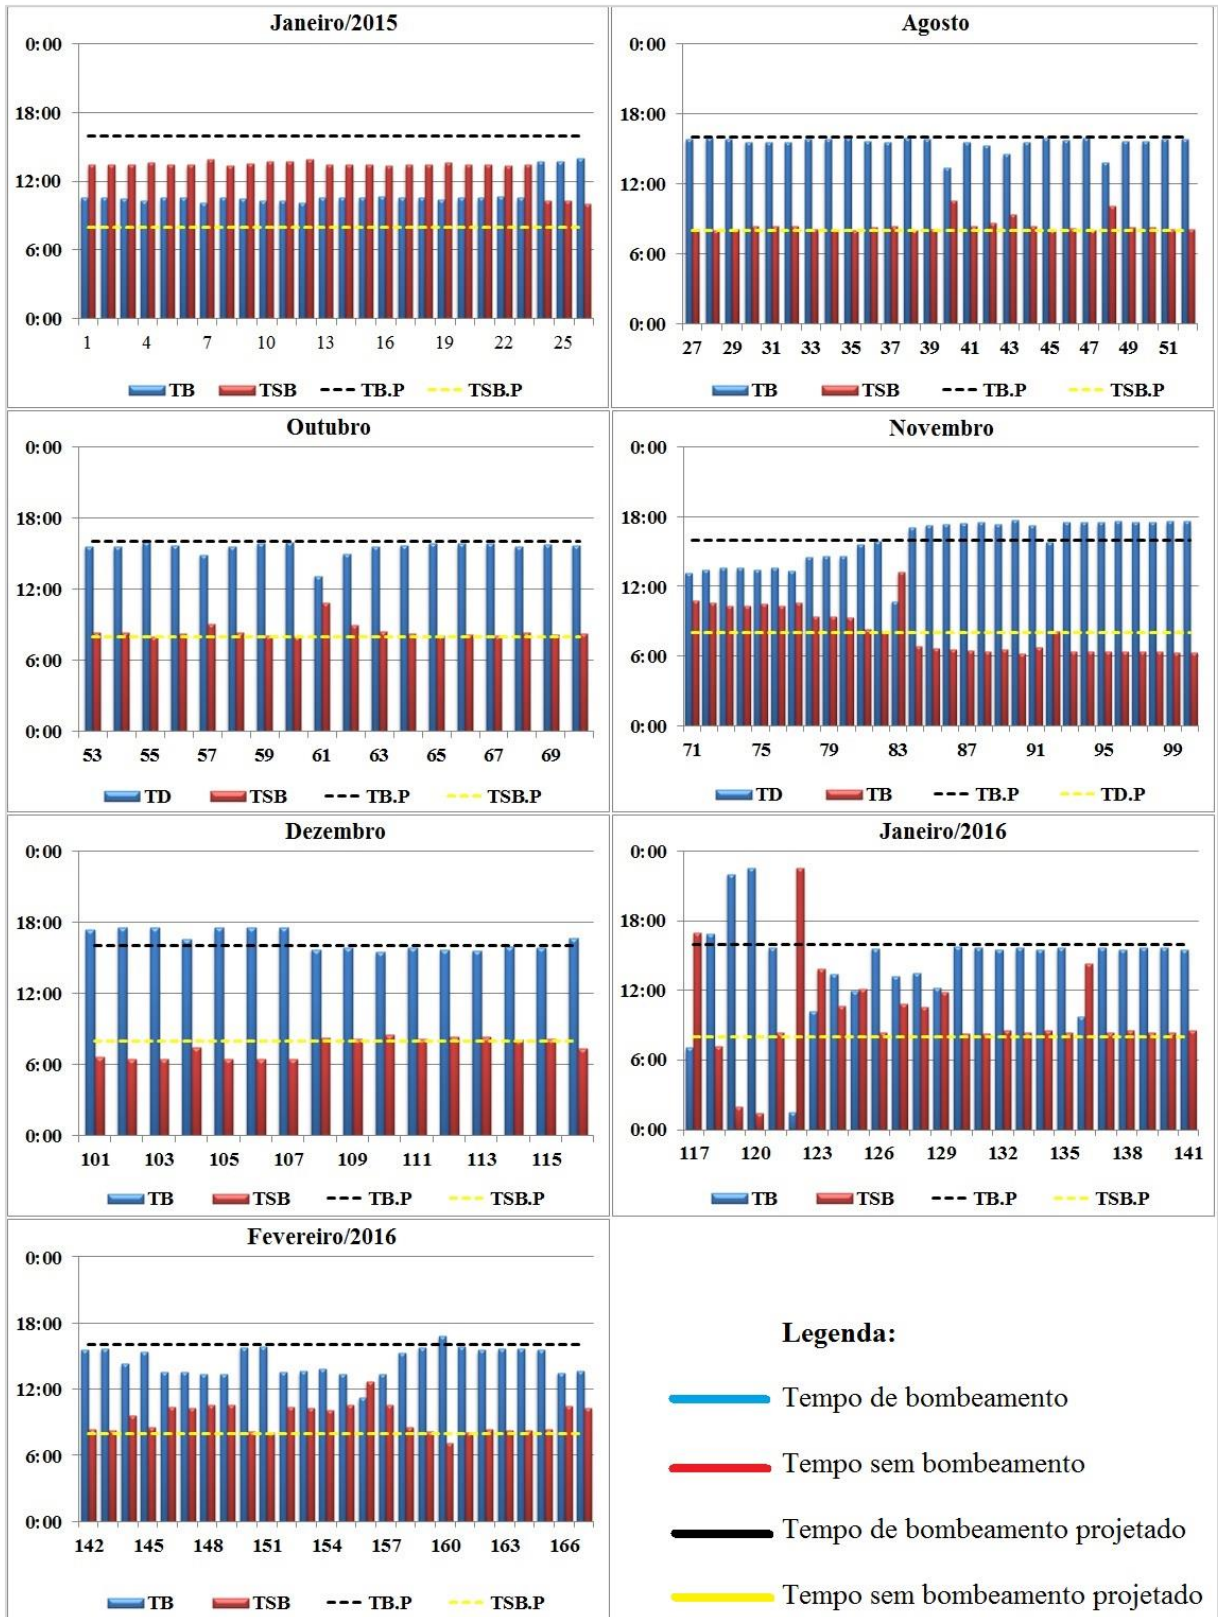 Janeiro/2015
0:00
18:00
12:00
6:00
0:00
1 4 7 10 13 16 19 22 25
TB TSB TB.P TSB.P
Agosto
0:00
18:00
12:00
6:00
0:00
27 29 31 33 35 37 39 41 43 45 47 49 51
TB TSB TB.P TSB.P
Outubro
0:00
18:00
12:00
6:00
0:00
53 55 57 59 61 63 65 67 69
TD TSB TB.P TSB.P
Novembro
0:00
18:00
12:00
6:00
0:00
71 75 79 83 87 91 95 99
TD TB TB.P TD.P
Dezembro
0:00
18:00
12:00
6:00
0:00
101 103 105 107 109 111 113 115
TB TSB TB.P TSB.P
Janeiro/2016
0:00
18:00
12:00
6:00
0:00
117 120 123 126 129 132 135 138 141
TB TSB TB.P TSB.P
Fevereiro/2016
0:00
18:00
12:00
6:00
0:00
142 145 148 151 154 157 160 163 166
TB TSB TB.P TSB.P
Legenda:
Tempo de bombeamento
Tempo sem bombeamento
Tempo de bombeamento projetado
Tempo sem bombeamento projetado